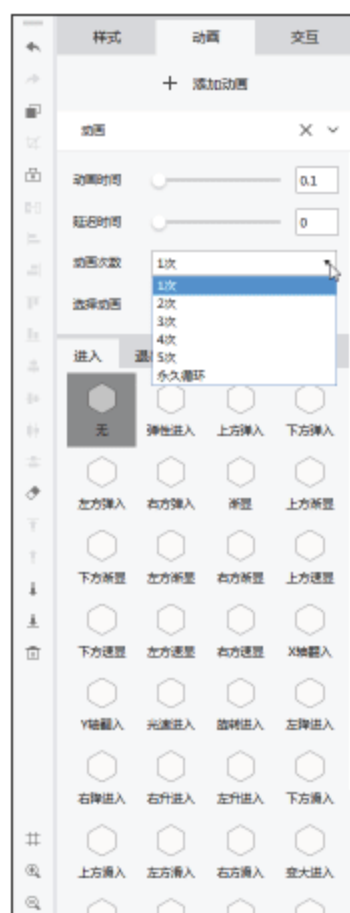 样式 动画 交互
+ 添加动画
动画
动画时间 0.1
延迟时间 0
动画次数 1次
1次
2次
选择动画 3次
4次
进入 5次
永久循环
无 弹性进入 上方弹入 下方弹入
左方弹入 右方弹入 渐显 上方渐显
下方渐显 左方渐显 右方渐显 上方速显
下方速显 左方速显 右方速显 X轴翻入
Y轴翻入 光速进入 旋转进入 左降进入
右降进入 右升进入 左升进入 下方滑入
上方滑入 左方滑入 右方滑入 变大进入